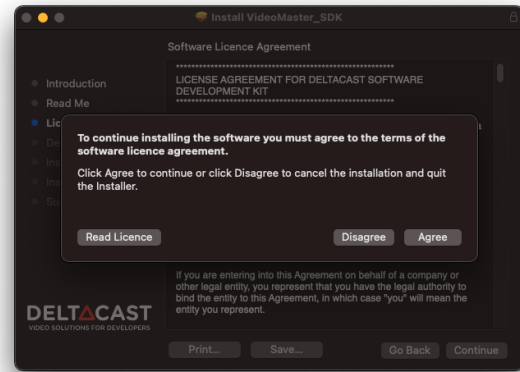 Install VideoMaster_SDK
Software Licence Agreement
Introduction
Read Me
Lic
De
Ins
Ins
Su
************************************************************
LICENSE AGREEMENT FOR DELTACAST SOFTWARE
DEVELOPMENT KIT
************************************************************
To continue installing the software you must agree to the terms of the
software licence agreement.
Click Agree to continue or click Disagree to cancel the installation and quit
the Installer.
Read Licence
Disagree
Agree
If you are entering into this Agreement on behalf of a company or
other legal entity, you represent that you have the legal authority to
bind the entity to this Agreement, in which case "you" will mean the
entity you represent.
DELTACAST
VIDEO SOLUTIONS FOR DEVELOPERS
Print...
Save...
Go Back
Continue